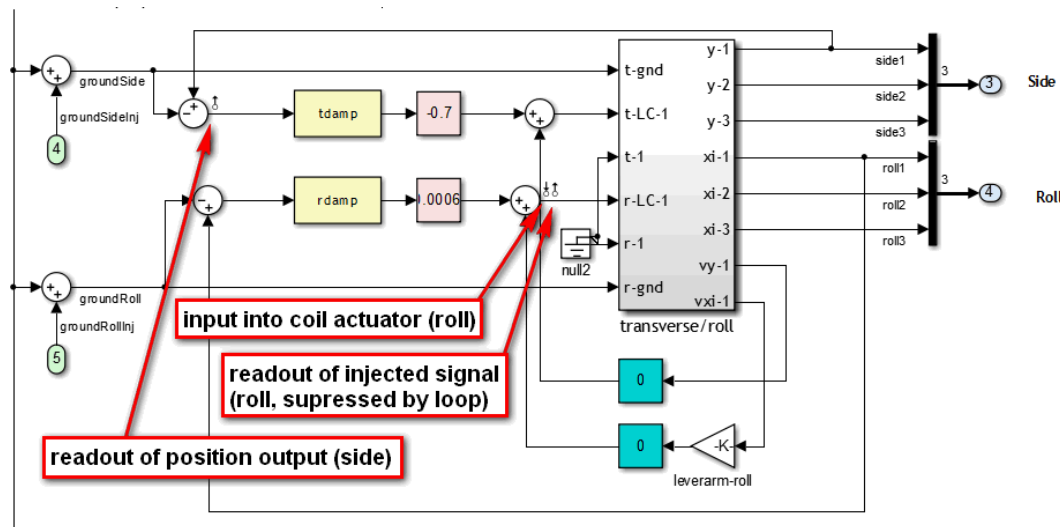 groundSide
groundSideInj
4
tdamp
-0.7
rdamp
0.0006
groundRoll
groundRollInj
5
null2
t-gnd
t-LC-1
t-1
r-LC-1
r-1
r-gnd
y-1
y-2
y-3
xi-1
xi-2
xi-3
vy-1
vxi-1
transverse/roll
side1
side2
side3
3
3
Side
roll1
roll2
roll3
3
4
Roll
input into coil actuator (roll)
readout of injected signal
(roll, supressed by loop)
readout of position output (side)
0
0
-K-
leverarm-roll